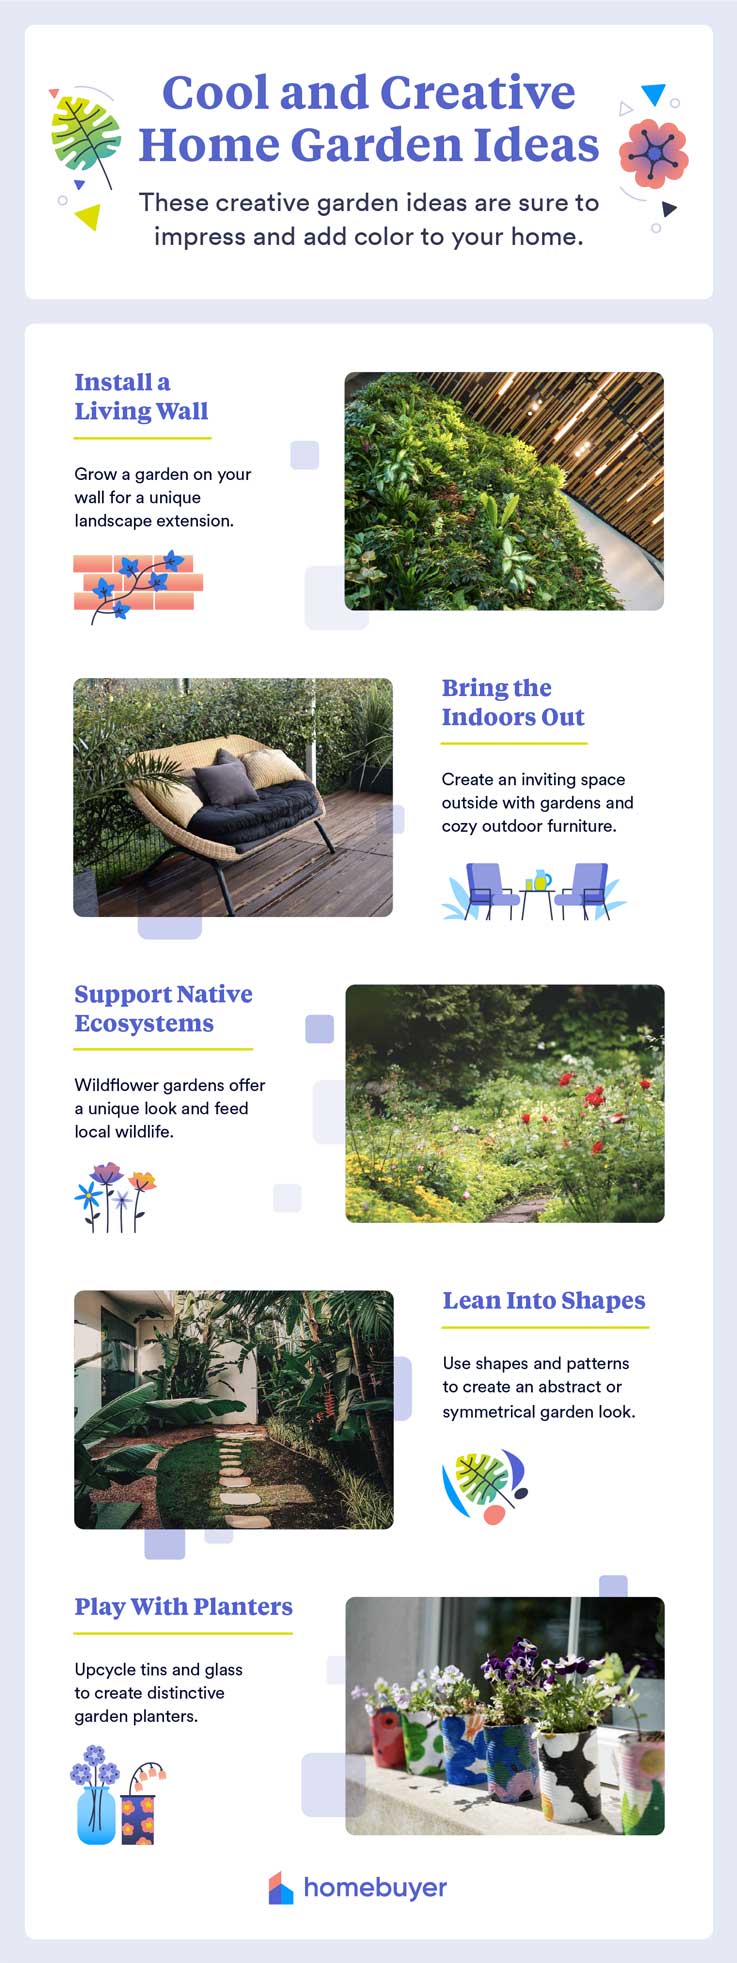 Cool and Creative
Home Garden Ideas
These creative garden ideas are sure to
impress and add color to your home.
Install a
Living Wall
Grow a garden on your
wall for a unique
landscape extension.
Bring the
Indoors Out
Create an inviting space
outside with gardens and
cozy outdoor furniture.
Support Native
Ecosystems
Wildflower gardens offer
a unique look and feed
local wildlife.
Lean Into Shapes
Use shapes and patterns
to create an abstract or
symmetrical garden look.
Play With Planters
Upcycle tins and glass
to create distinctive
garden planters.
homebuyer